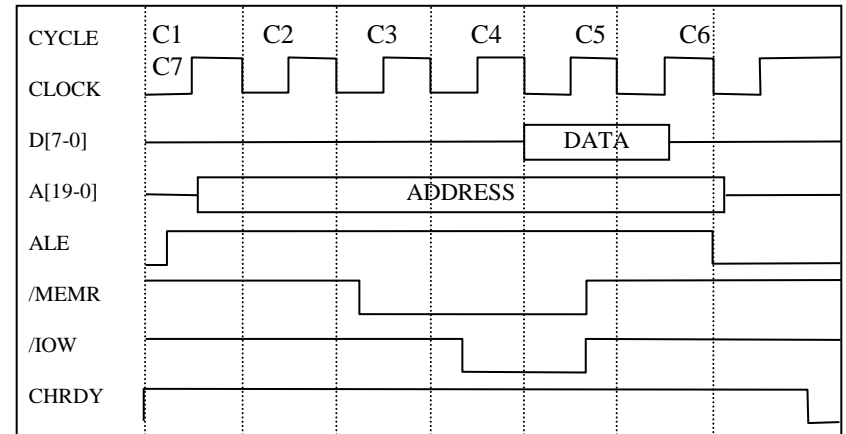 CYCLE C1 C2 C3 C4 C5 C6
C7
CLOCK
D[7-0] DATA
A[19-0] ADDRESS
ALE
/MEMR
/IOW
CHRDY